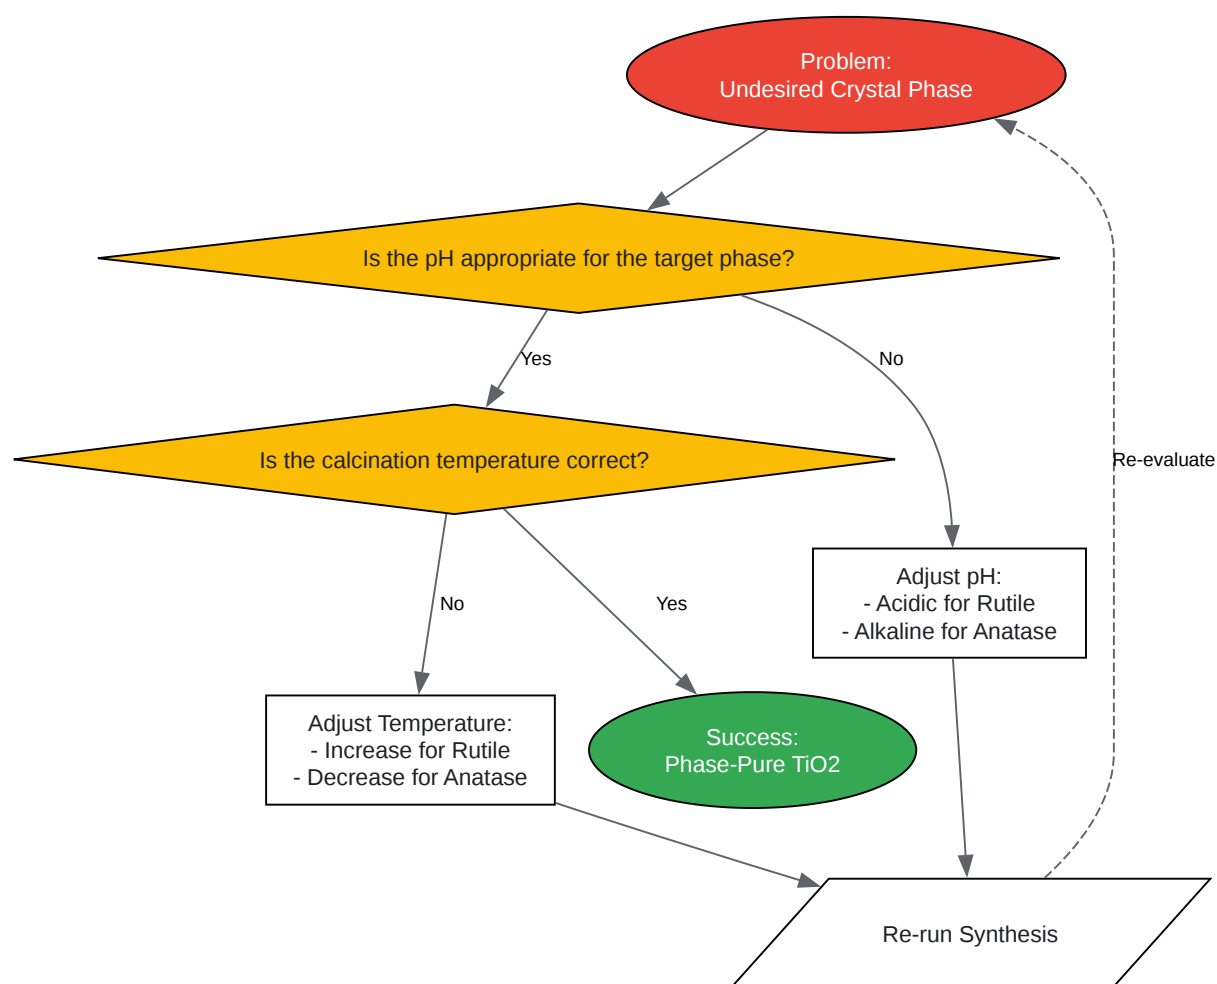 Problem:
Undesired Crystal Phase
Is the pH appropriate for the target phase?
Yes
No
Is the calcination temperature correct?
Re-evaluate
No
Yes
Adjust pH:
- Acidic for Rutile
- Alkaline for Anatase
Adjust Temperature:
- Increase for Rutile
- Decrease for Anatase
Success:
Phase-Pure TiO2
Re-run Synthesis